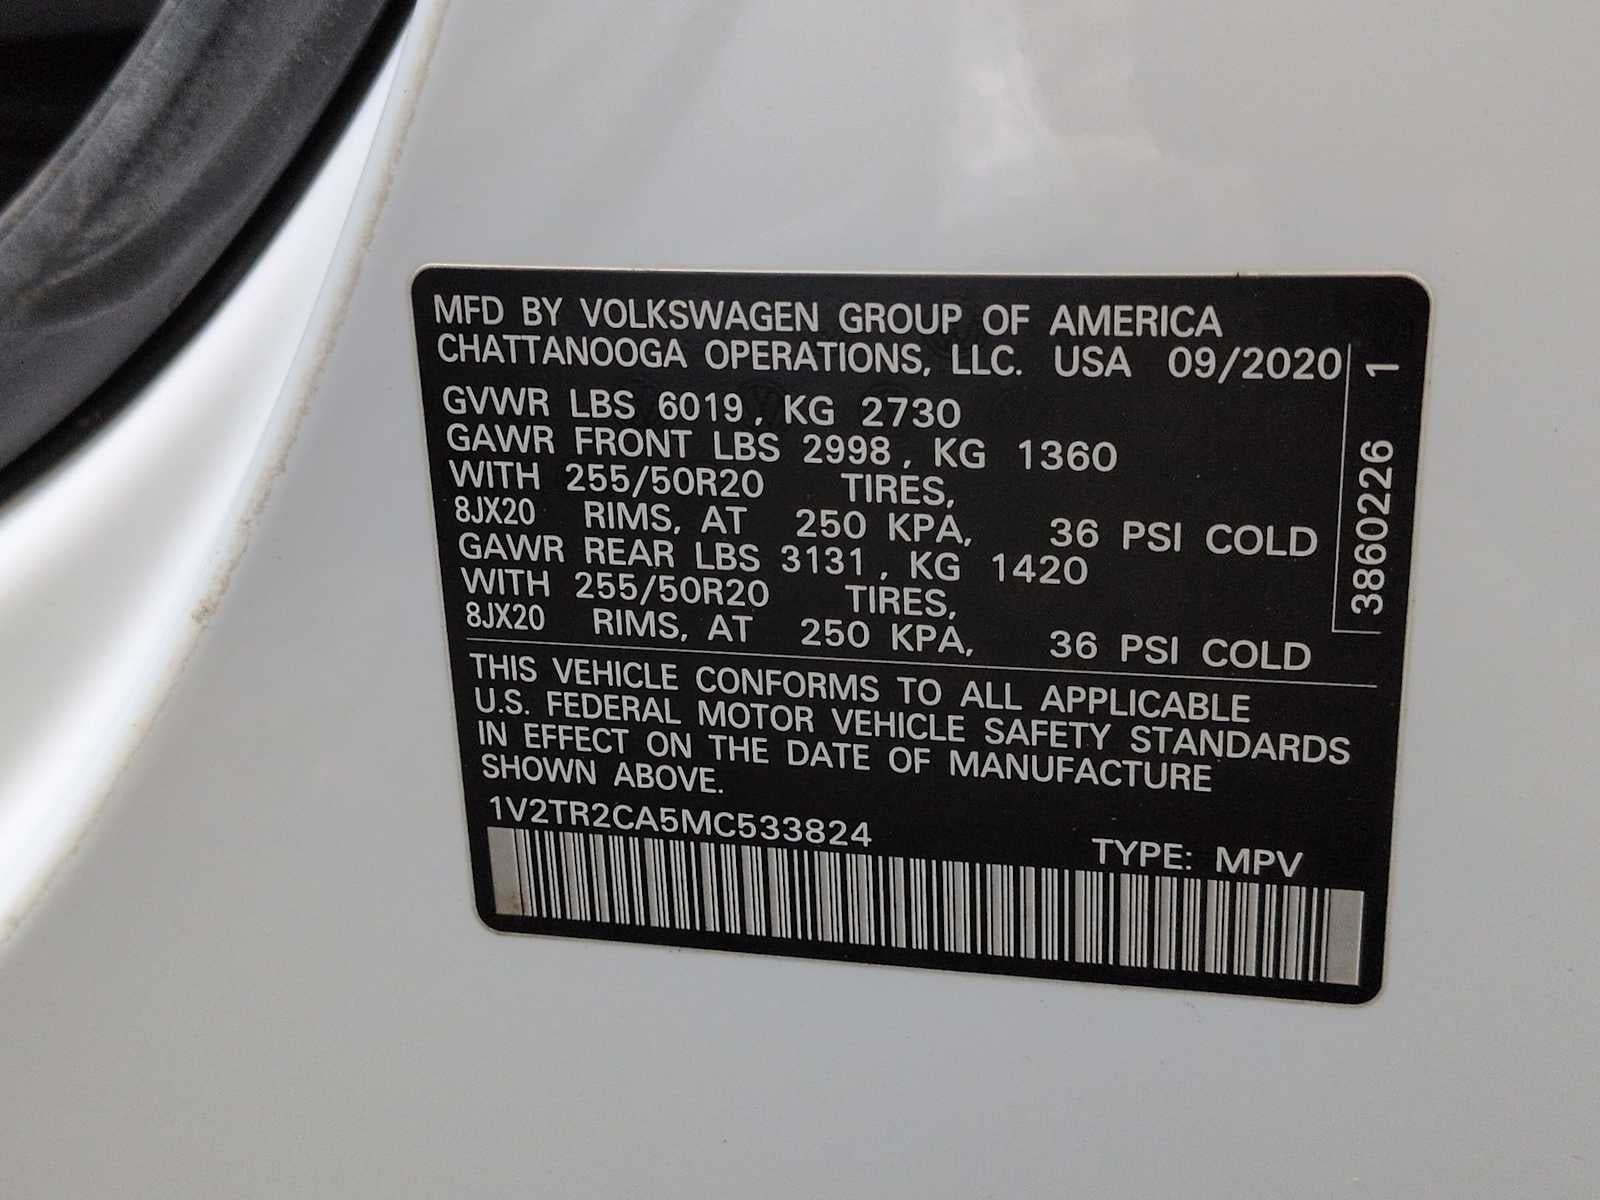 MFD BY VOLKSWAGEN GROUP OF AMERICA
CHATTANOOGA OPERATIONS, LLC. USA 09/2020
GVWR LBS 6019, KG 2730
GAWR FRONT LBS 2998, KG 1360
WITH 255/50R20 TIRES,
8JX20 RIMS, AT 250 KPA, 36 PSI COLD
GAWR REAR LBS 3131, KG 1420
WITH 255/50R20 TIRES,
8JX20 RIMS, AT 250 KPA, 36 PSI COLD
THIS VEHICLE CONFORMS TO ALL APPLICABLE
U.S. FEDERAL MOTOR VEHICLE SAFETY STANDARDS
IN EFFECT ON THE DATE OF MANUFACTURE
SHOWN ABOVE.
1V2TR2CA5MC533824
TYPE: MPV
3860226 1